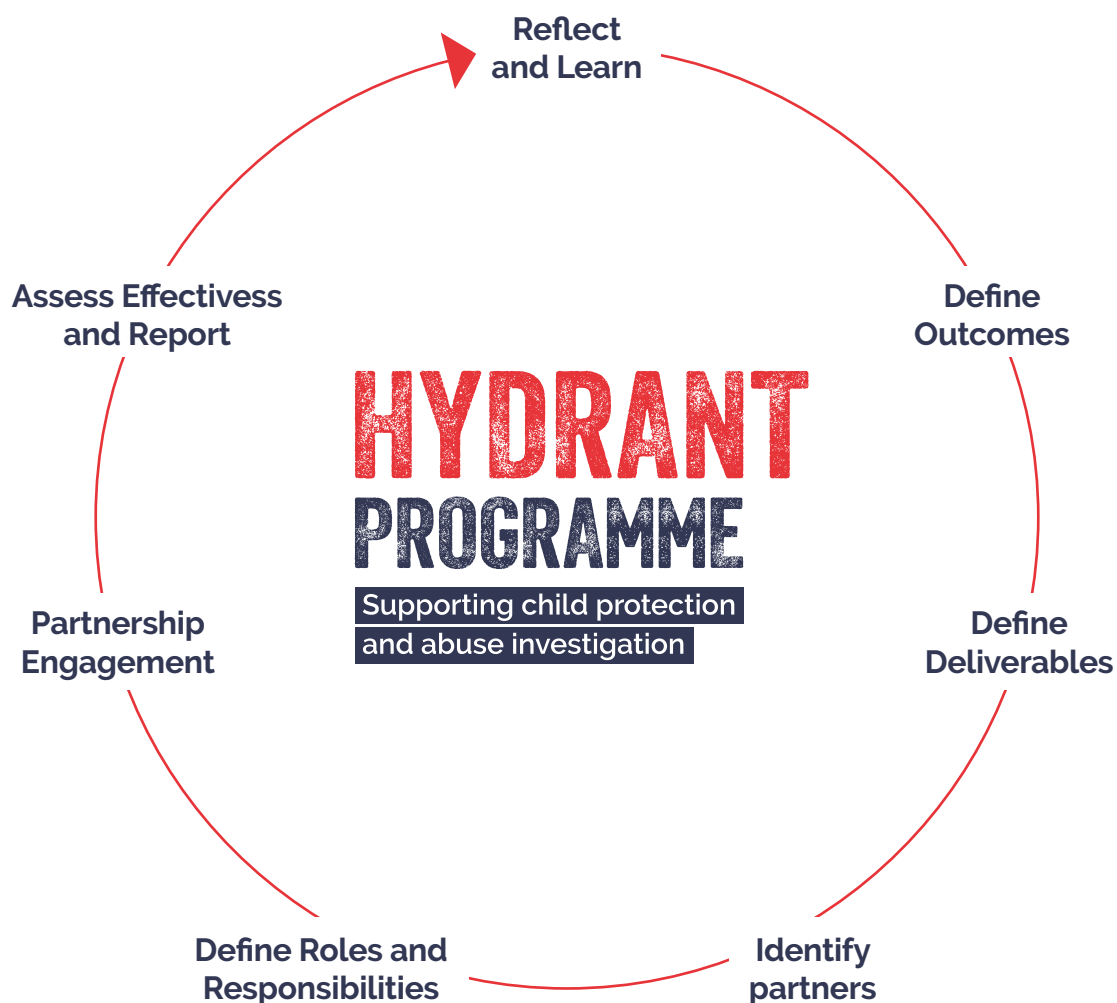 Reflect
and Learn
Define
Outcomes
Define
Deliverables
Identify
partners
Define Roles and
Responsibilities
Partnership
Engagement
Assess Effectivess
and Report
HYDRANT
PROGRAMME
Supporting child protection
and abuse investigation